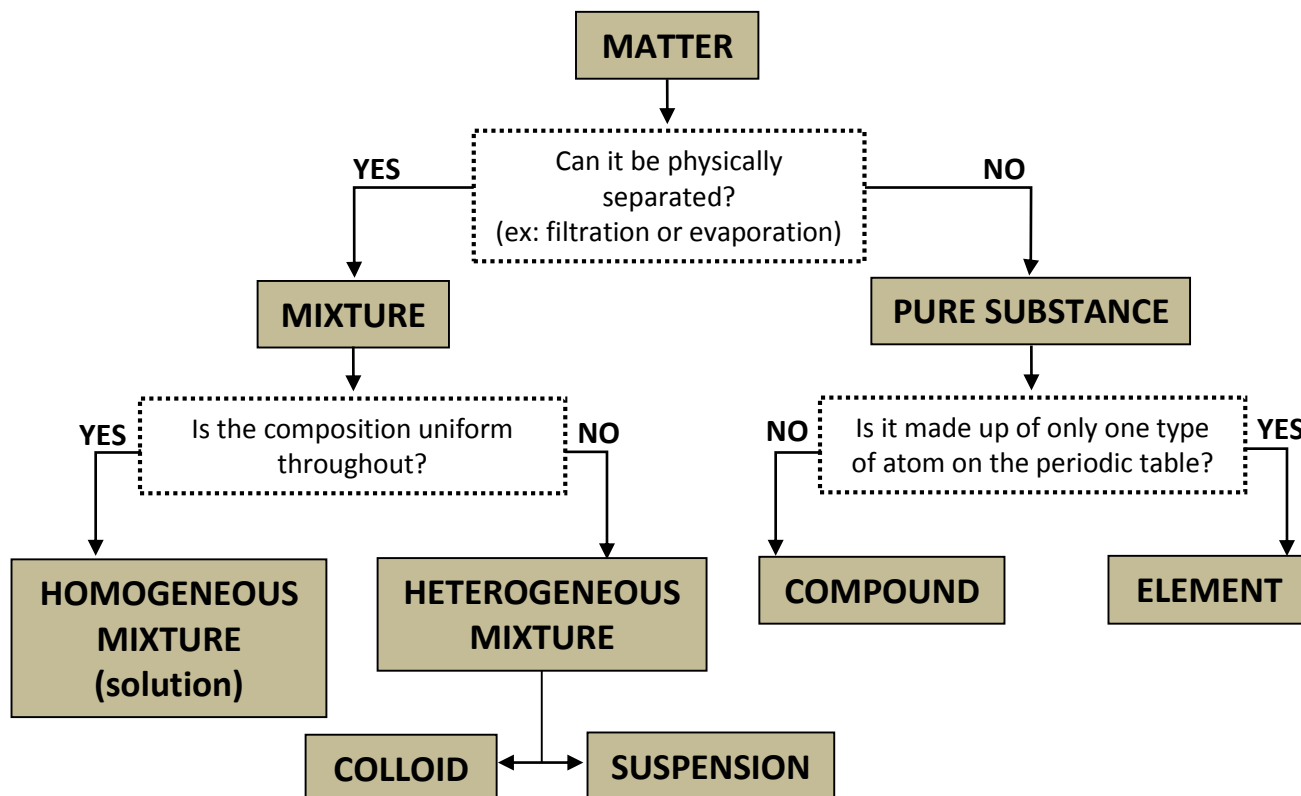 MATTER
Can it be physically
separated?
(ex: filtration or evaporation)
YES
NO
MIXTURE
PURE SUBSTANCE
Is the composition uniform
throughout?
YES
NO
Is it made up of only one type
of atom on the periodic table?
NO
YES
HOMOGENEOUS
MIXTURE
(solution)
HETEROGENEOUS
MIXTURE
COMPOUND
ELEMENT
COLLOID
SUSPENSION